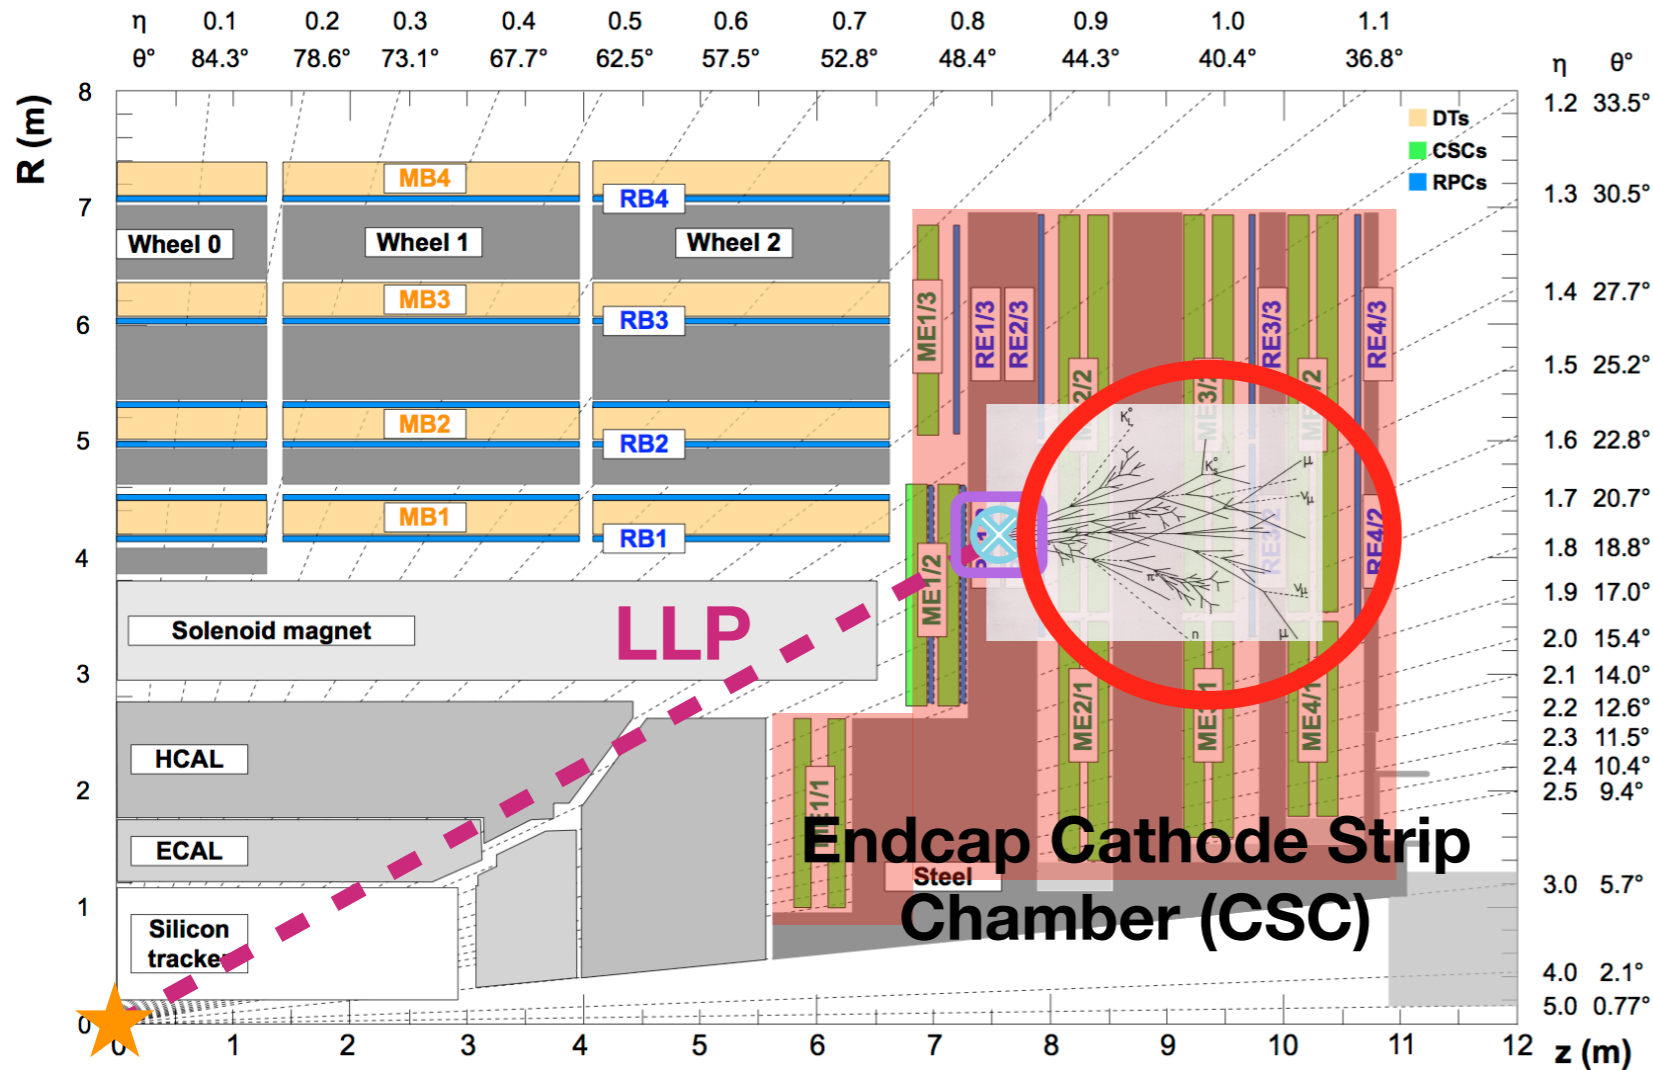 η 0.1 0.2 0.3 0.4 0.5 0.6 0.7 0.8 0.9 1.0 1.1
θ° 84.3° 78.6° 73.1° 67.7° 62.5° 57.5° 52.8° 48.4° 44.3° 40.4° 36.8°
η θ°
R (m)
8
7
6
5
4
3
2
1
0
1.2 33.5°
1.3 30.5°
1.4 27.7°
1.5 25.2°
1.6 22.8°
1.7 20.7°
1.8 18.8°
1.9 17.0°
2.0 15.4°
2.1 14.0°
2.2 12.6°
2.3 11.5°
2.4 10.4°
2.5 9.4°
3.0 5.7°
4.0 2.1°
5.0 0.77°
DTs
CSCs
RPCs
MB4
RB4
Wheel 0
Wheel 1
Wheel 2
MB3
RB3
MB2
RB2
MB1
RB1
ME1/3
RE1/3
RE2/3
RE3/3
RE4/3
ME1/2
RE4/2
Solenoid magnet
LLP
HCAL
ECAL
Silicon
tracker
ME2/1
ME4/1
Steel
Endcap Cathode Strip
Chamber (CSC)
n
μ
μ
νμ
νμ
0 1 2 3 4 5 6 7 8 9 10 11 12
z (m)